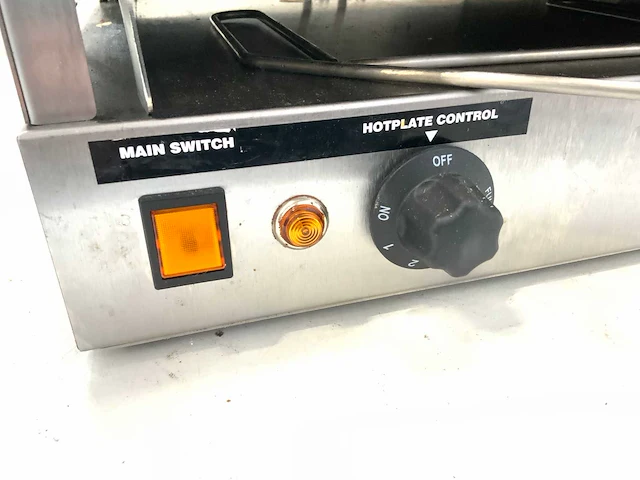 MAIN SWITCH
HOTPLATE CONTROL
OFF
ON
1
2